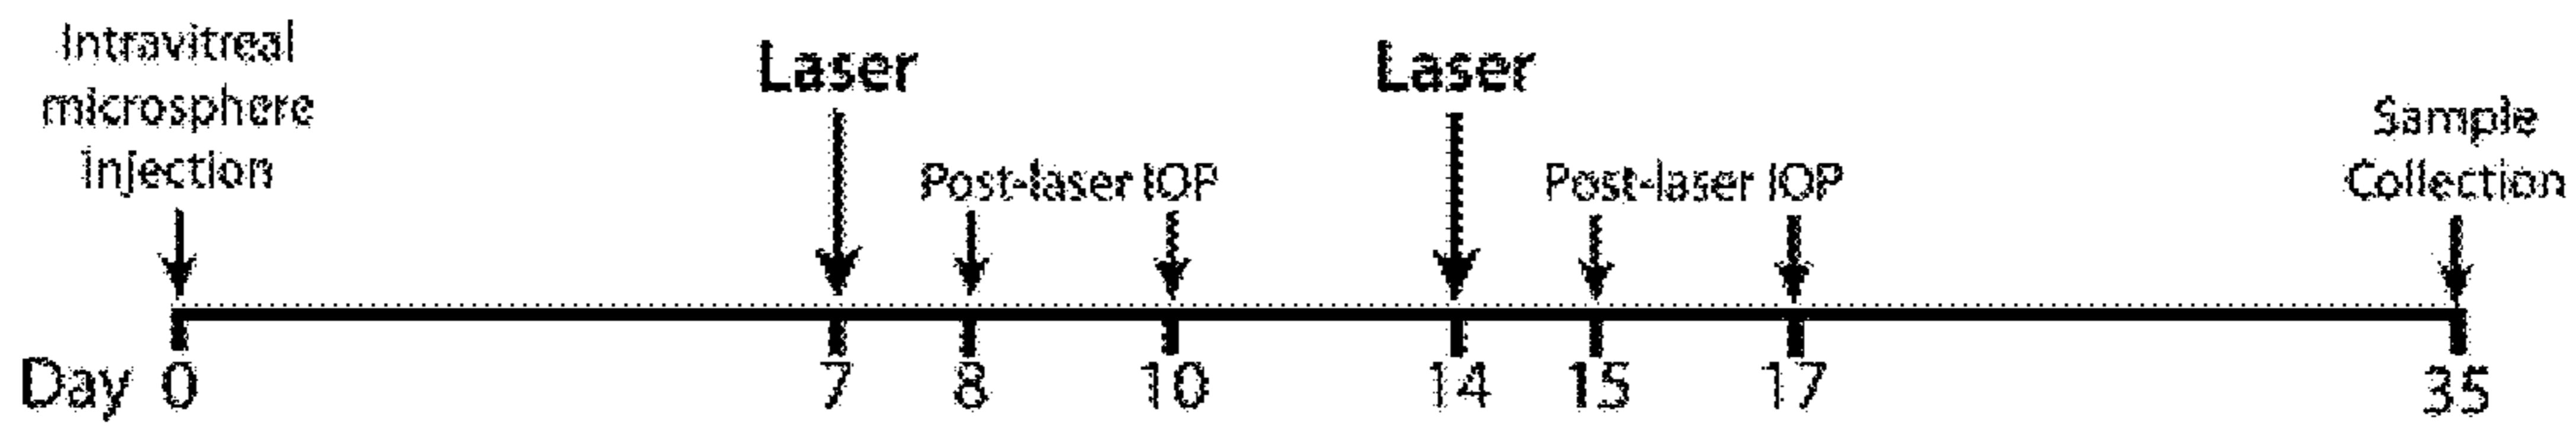 Intravitreal
microsphere
injection
Laser
Post-laser IOP
Laser
Post-laser IOP
Sample
Collection
Day 0 7 8 10 14 15 17 35